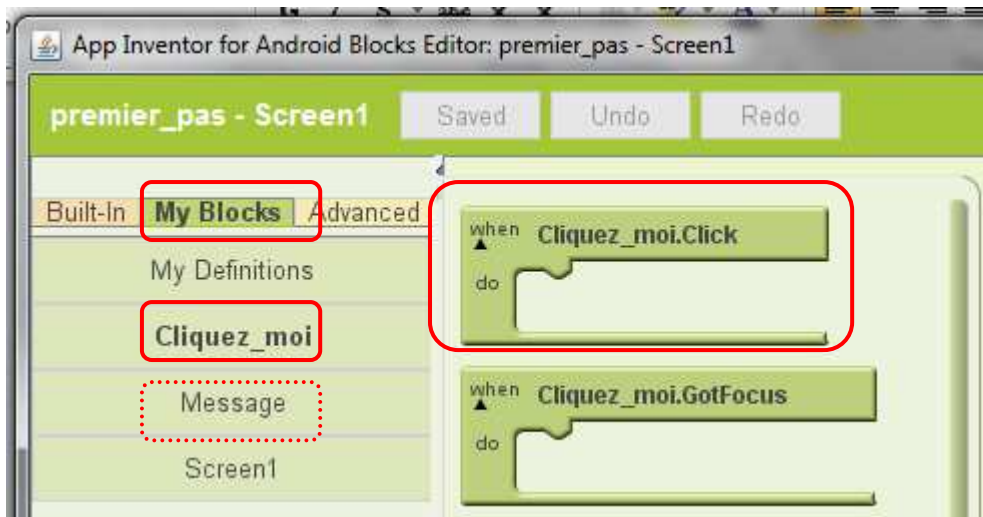 App Inventor for Android Blocks Editor: premier_pas - Screen1
premier_pas - Screen1 Saved Undo Redo
Built-In My Blocks Advanced
My Definitions
Cliquez_moi
Message
Screen1
when Cliquez_moi.Click
do
when Cliquez_moi.GotFocus
do